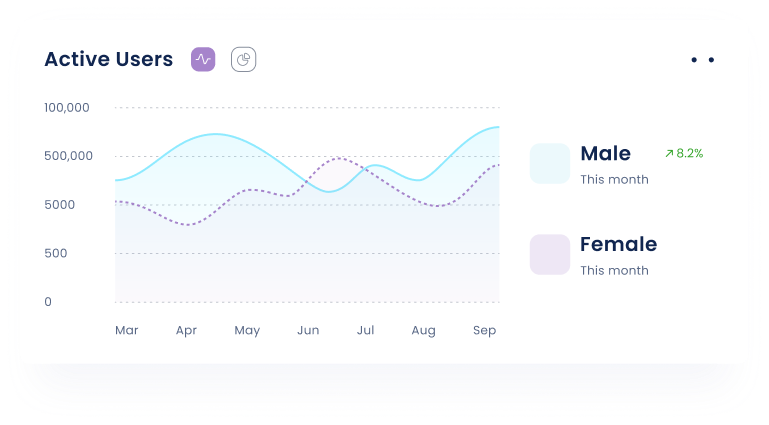 Active Users
100,000
500,000
5000
500
0
Mar Apr May Jun Jul Aug Sep
Male
↗ 8.2%
This month
Female
This month